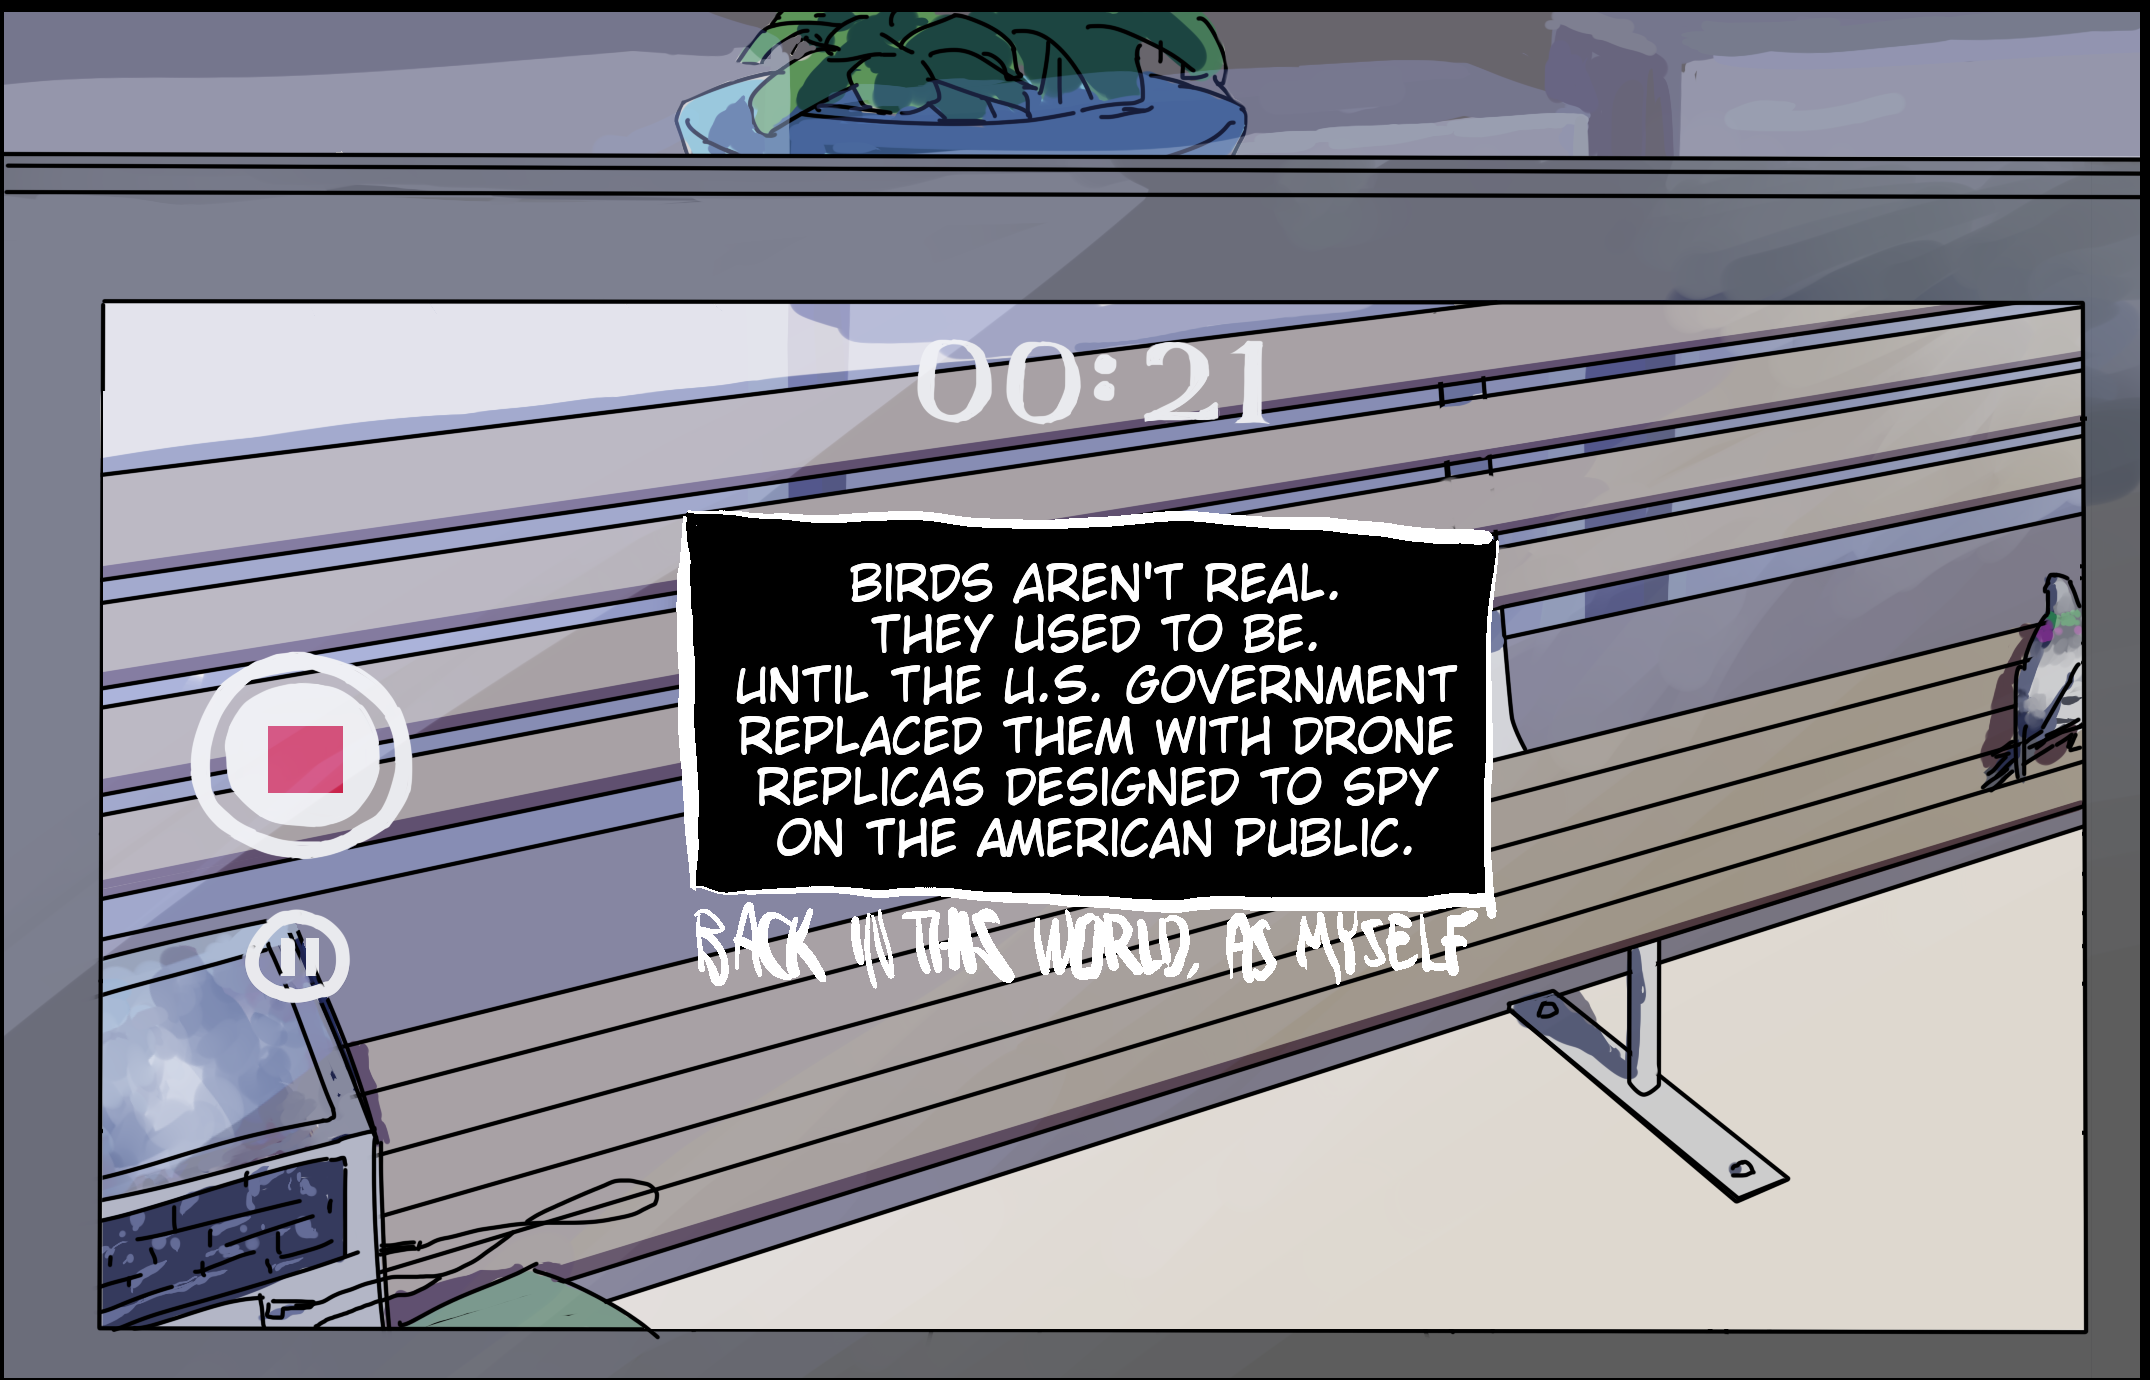 00:21
BIRDS AREN'T REAL.
THEY USED TO BE.
UNTIL THE U.S. GOVERNMENT
REPLACED THEM WITH DRONE
REPLICAS DESIGNED TO SPY
ON THE AMERICAN PUBLIC.
BACK IN THIS WORLD, AS MYSELF